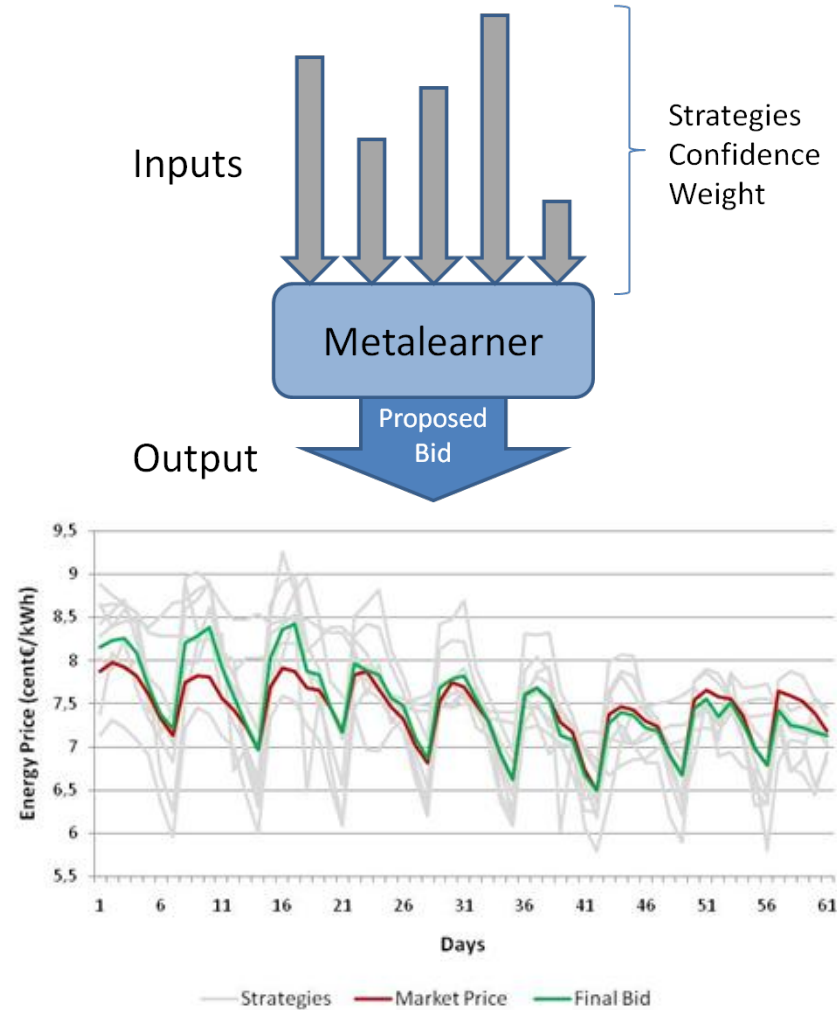 Inputs
Strategies
Confidence
Weight
Metalearner
Proposed
Bid
Output
Energy Price (cent€/kWh)
9,5
9
8,5
8
7,5
7
6,5
6
5,5
1 6 11 16 21 26 31 36 41 46 51 56 61
Days
Strategies Market Price Final Bid